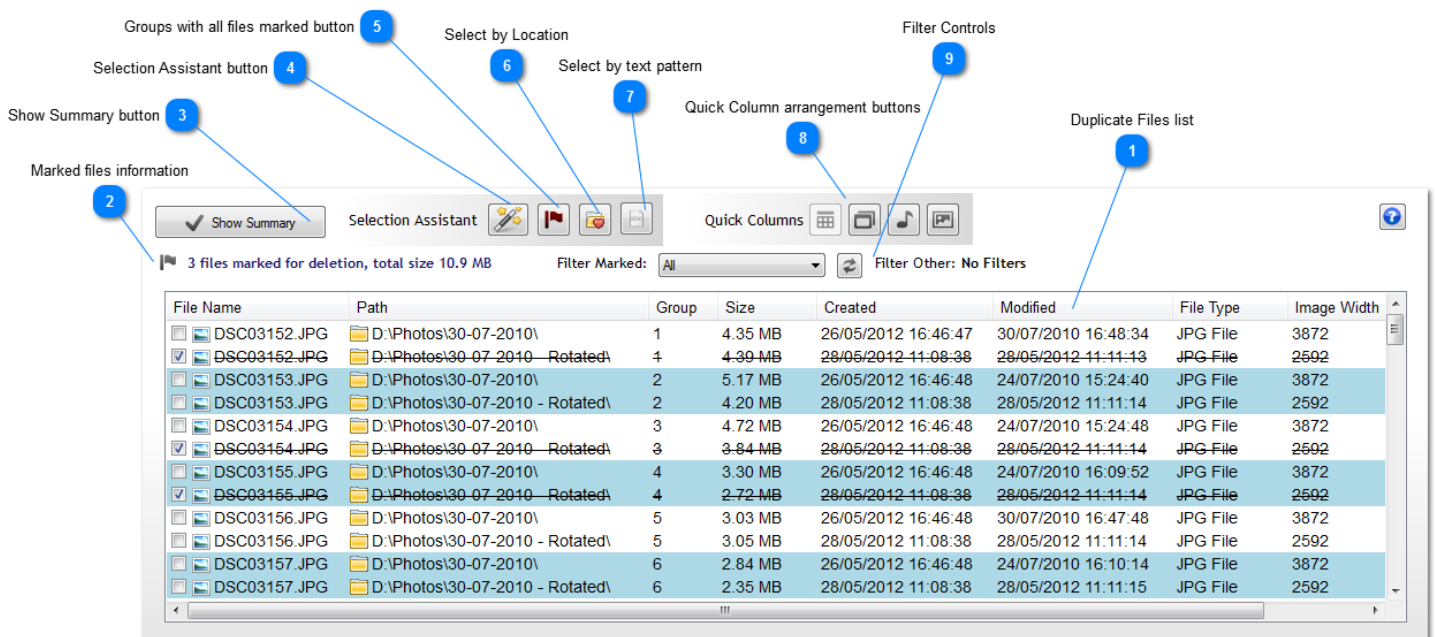 Groups with all files marked button 5
Select by Location
6
Filter Controls
9
Selection Assistant button 4
Select by text pattern
7
Show Summary button 3
Quick Column arrangement buttons
8
Duplicate Files list
1
Marked files information
2
Show Summary
Selection Assistant
Quick Columns
3 files marked for deletion, total size 10.9 MB Filter Marked: All Filter Other: No Filters
File Name Path Group Size Created Modified File Type Image Width
DSC03152.JPG D:\Photos\30-07-2010\ 1 4.35 MB 26/05/2012 16:46:47 30/07/2010 16:48:34 JPG File 3872
DSC03152.JPG D:\Photos\30-07-2010 - Rotated\ 1 4.39 MB 28/05/2012 11:08:38 28/05/2012 11:11:13 JPG File 2592
DSC03153.JPG D:\Photos\30-07-2010\ 2 5.17 MB 26/05/2012 16:46:48 24/07/2010 15:24:40 JPG File 3872
DSC03153.JPG D:\Photos\30-07-2010 - Rotated\ 2 4.20 MB 28/05/2012 11:08:38 28/05/2012 11:11:14 JPG File 2592
DSC03154.JPG D:\Photos\30-07-2010\ 3 4.72 MB 26/05/2012 16:46:48 24/07/2010 15:24:48 JPG File 3872
DSC03154.JPG D:\Photos\30-07-2010 - Rotated\ 3 3.84 MB 28/05/2012 11:08:38 28/05/2012 11:11:14 JPG File 2592
DSC03155.JPG D:\Photos\30-07-2010\ 4 3.30 MB 26/05/2012 16:46:48 24/07/2010 16:09:52 JPG File 3872
DSC03155.JPG D:\Photos\30-07-2010 - Rotated\ 4 2.72 MB 28/05/2012 11:08:38 28/05/2012 11:11:14 JPG File 2592
DSC03156.JPG D:\Photos\30-07-2010\ 5 3.03 MB 26/05/2012 16:46:48 30/07/2010 16:47:48 JPG File 3872
DSC03156.JPG D:\Photos\30-07-2010 - Rotated\ 5 3.05 MB 28/05/2012 11:08:38 28/05/2012 11:11:14 JPG File 2592
DSC03157.JPG D:\Photos\30-07-2010\ 6 2.84 MB 26/05/2012 16:46:48 24/07/2010 16:10:14 JPG File 3872
DSC03157.JPG D:\Photos\30-07-2010 - Rotated\ 6 2.35 MB 28/05/2012 11:08:38 28/05/2012 11:11:15 JPG File 2592